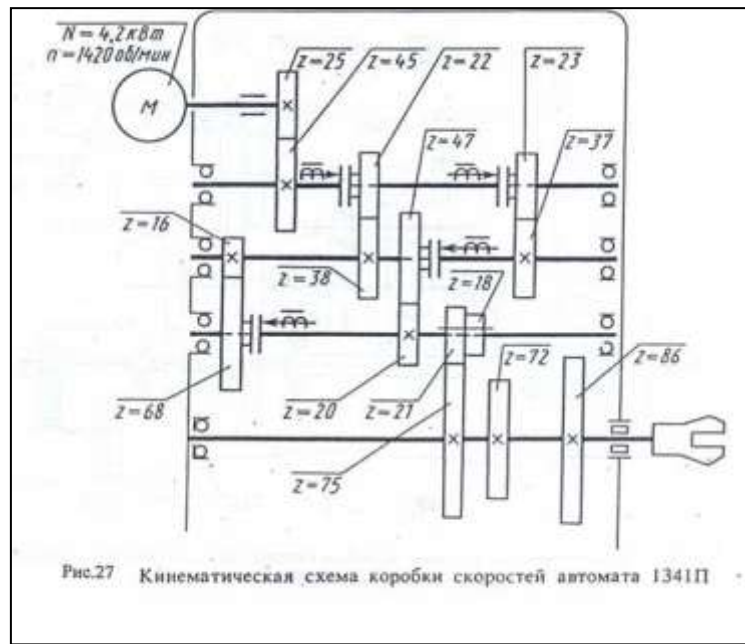 N = 4,2 кВт
n = 1420 об/мин
z=25
z=45
z=22
z=23
М
z=47
z=37
z=16
z=38
z=18
z=72
z=86
z=68
z=20
z=21
z=75
Рис.27 Кинематическая схема коробки скоростей автомата 1341П